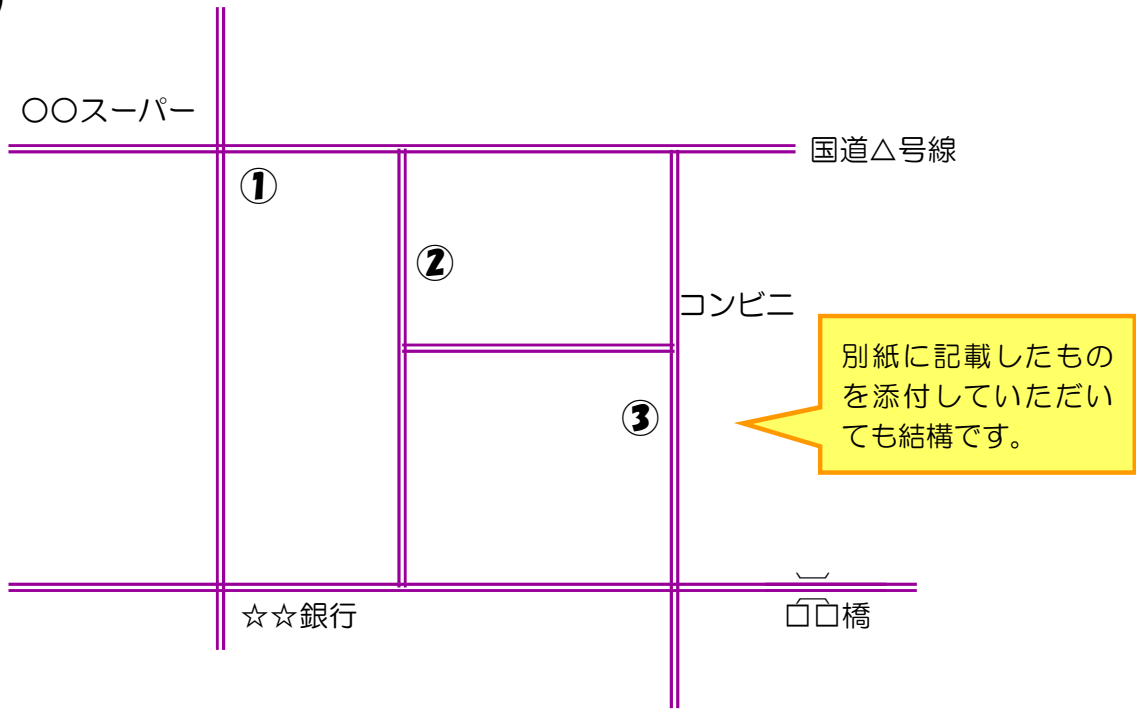 )
〇〇スーパー
国道△号線
①
②
コンビニ
別紙に記載したもの
を添付していただい
ても結構です。
③
☆☆銀行
□□橋